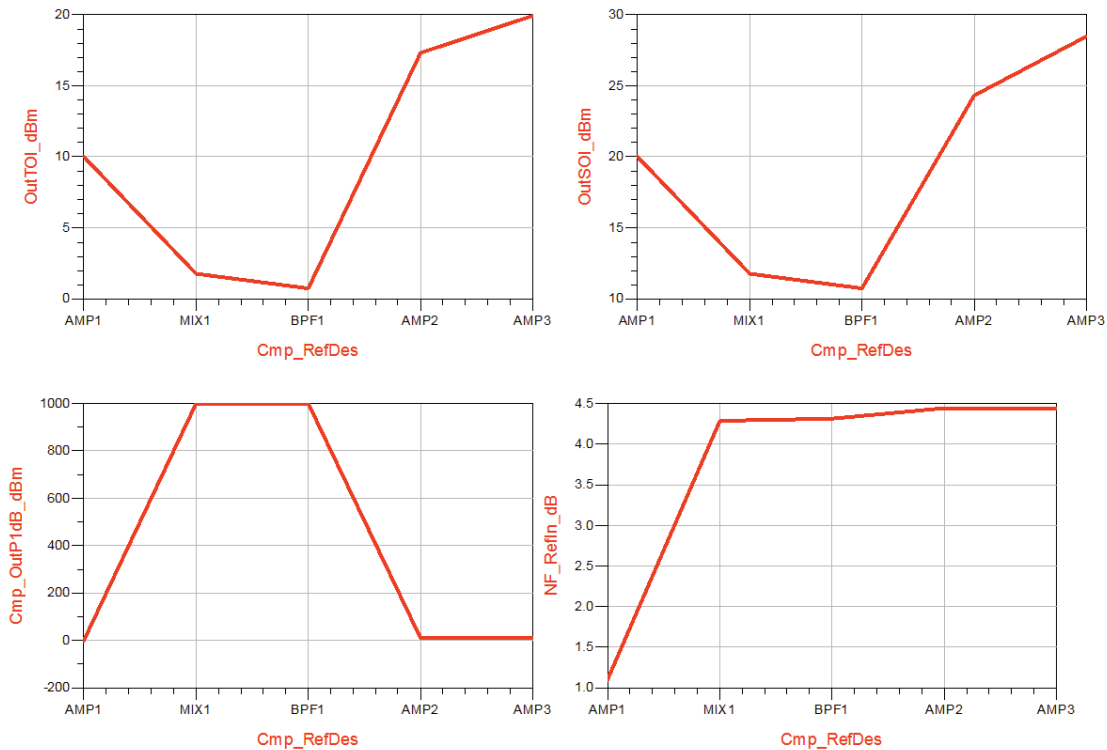 OutTOI_dBm
20
15
10
5
0
AMP1 MIX1 BPF1 AMP2 AMP3
Cmp_RefDes
OutSOI_dBm
30
25
20
15
10
AMP1 MIX1 BPF1 AMP2 AMP3
Cmp_RefDes
Cmp_OutP1dB_dBm
1000
800
600
400
200
0
-200
AMP1 MIX1 BPF1 AMP2 AMP3
Cmp_RefDes
NF_RefIn_dB
4.5
4.0
3.5
3.0
2.5
2.0
1.5
1.0
AMP1 MIX1 BPF1 AMP2 AMP3
Cmp_RefDes